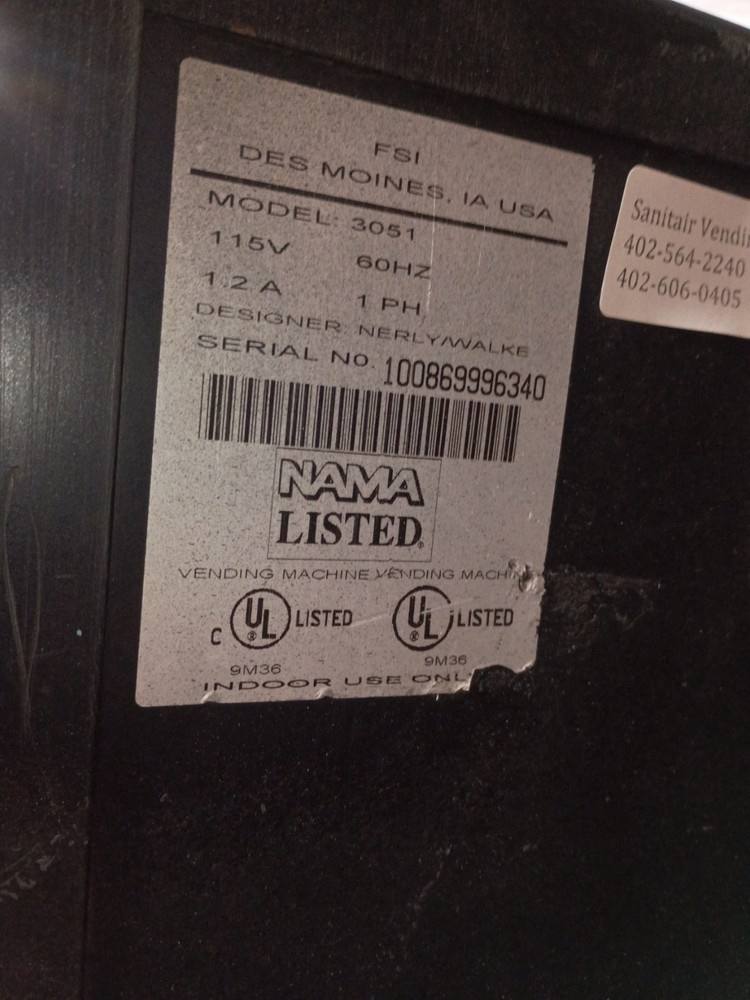 FSI
DES MOINES, IA USA
MODEL: 3051
115V 60HZ
1.2 A 1 PH
DESIGNER: NERLY/WALKE
SERIAL NO. 100869996340
NAMA
LISTED®
VENDING MACHINE VENDING MACHIN
C UL ® LISTED UL ® LISTED
9M36 9M36
INDOOR USE ONL
Sanitair Vendin
402-564-2240
402-606-0405